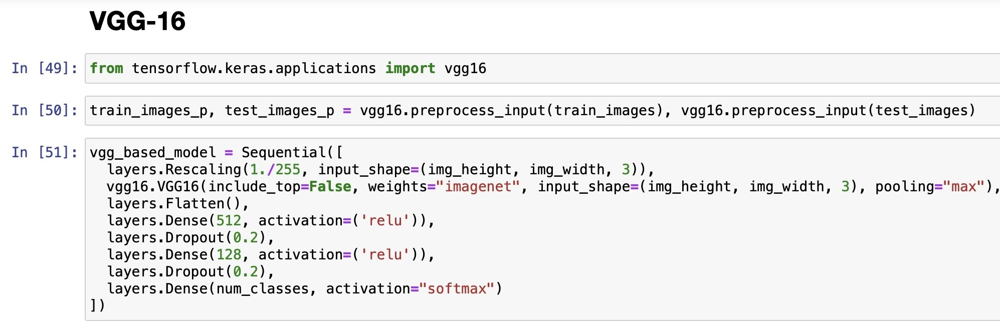 VGG-16
In [49]: from tensorflow.keras.applications import vgg16
In [50]: train_images_p, test_images_p = vgg16.preprocess_input(train_images), vgg16.preprocess_input(test_images)
In [51]: vgg_based_model = Sequential([
  layers.Rescaling(1./255, input_shape=(img_height, img_width, 3)),
  vgg16.VGG16(include_top=False, weights="imagenet", input_shape=(img_height, img_width, 3), pooling="max"),
  layers.Flatten(),
  layers.Dense(512, activation=('relu')),
  layers.Dropout(0.2),
  layers.Dense(128, activation=('relu')),
  layers.Dropout(0.2),
  layers.Dense(num_classes, activation="softmax")
])